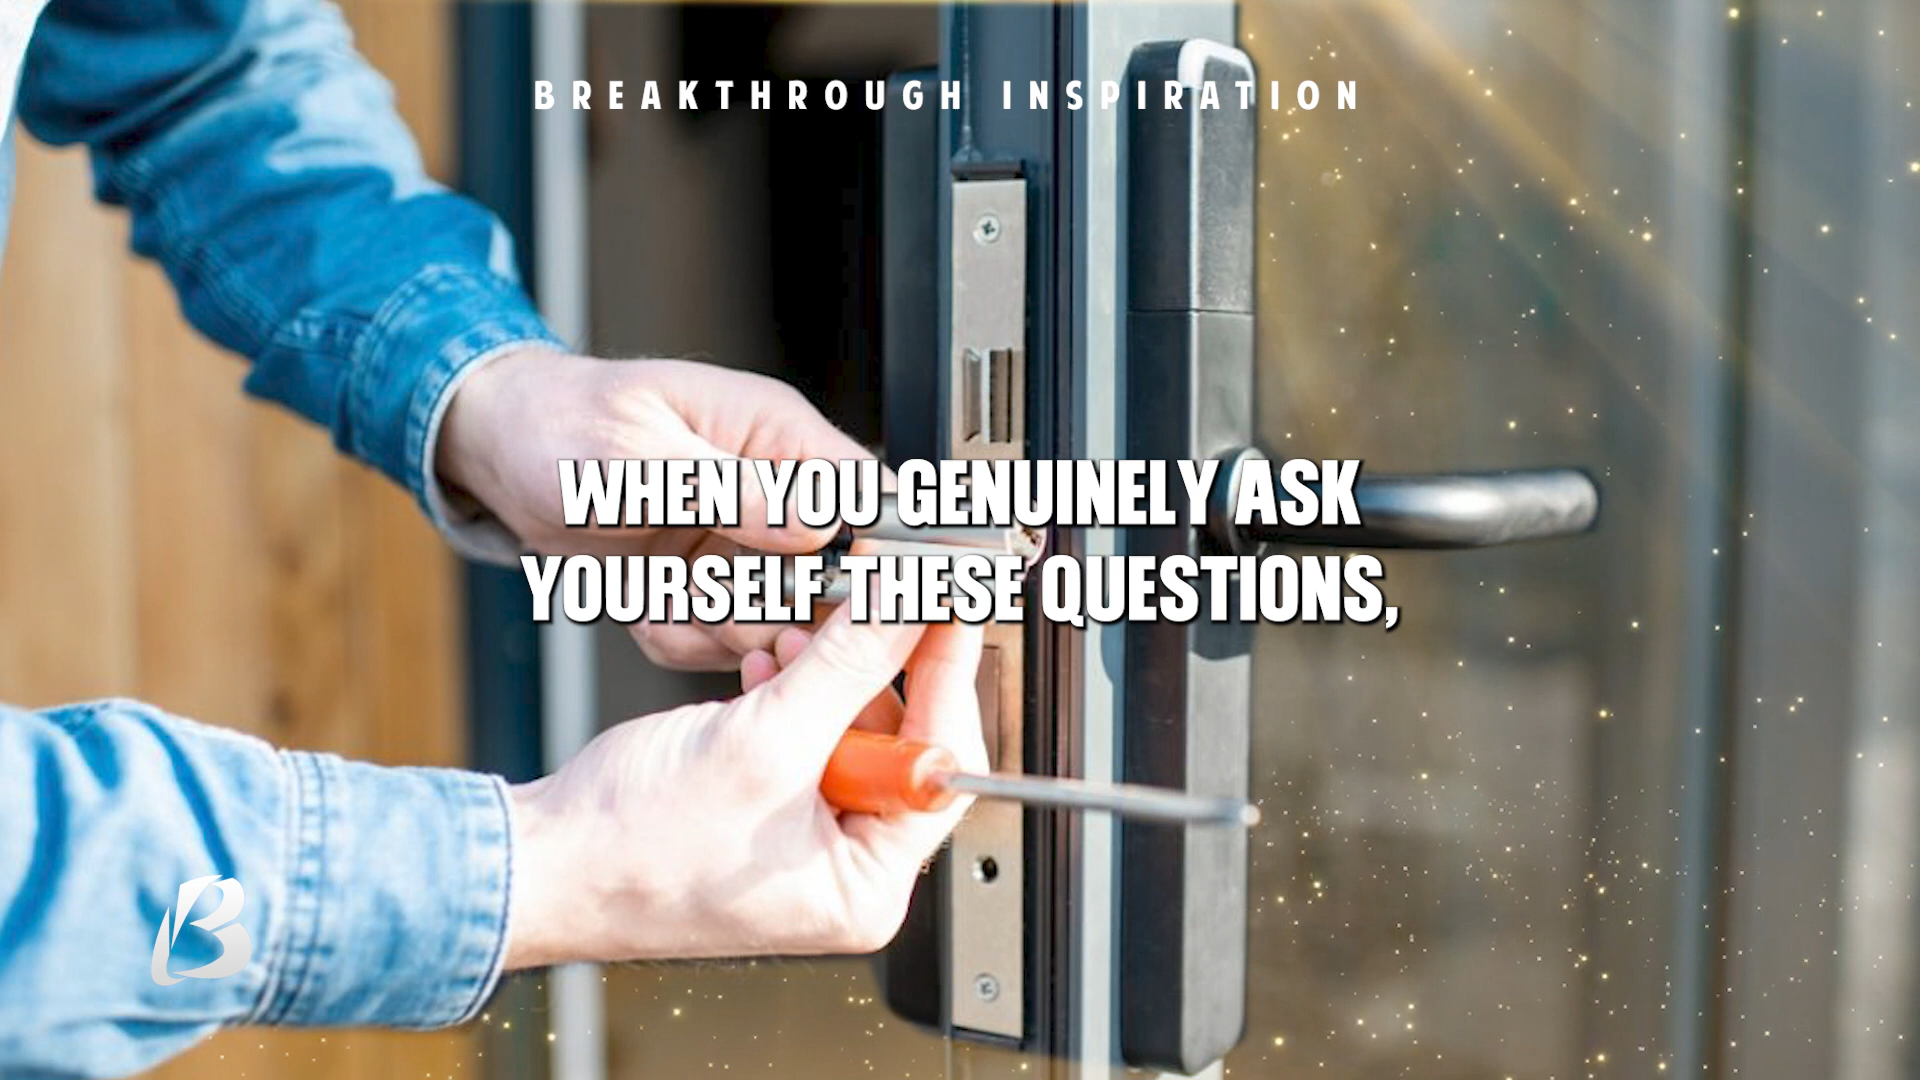 BREAKTHROUGH INSPIRATION
WHEN YOU GENUINELY ASK
YOURSELF THESE QUESTIONS,
B